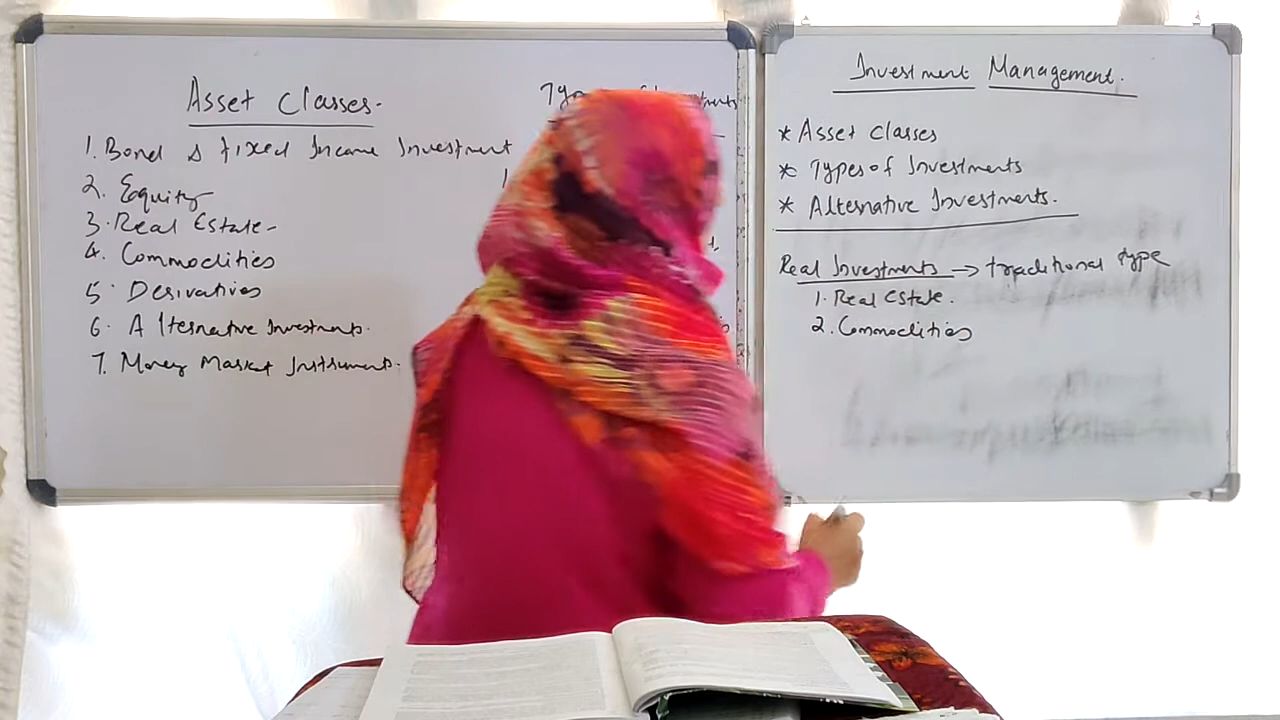 Asset Classes.
1. Bond & fixed Income Investment
2. Equity
3. Real Estate-
4. Commodities
5. Derivatives
6. Alternative Investments.
7. Money Market Instruments.
Investment Management.
* Asset Classes
* Types of Investments
* Alternative Investments.
Real Investments → traditional type
1. Real Estate.
2. Commodities